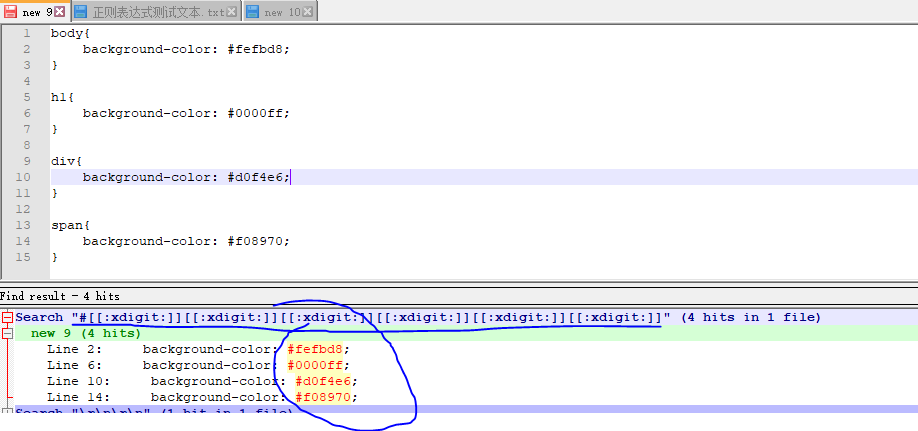 new 9 正则表达式测试文本.txt new 10
1 body{
2 background-color: #fefbd8;
3 }
4
5 h1{
6 background-color: #0000ff;
7 }
8
9 div{
10 background-color: #d0f4e6;
11 }
12
13 span{
14 background-color: #f08970;
15 }
Find result - 4 hits
Search "#[[:xdigit:]][[:xdigit:]][[:xdigit:]][[:xdigit:]][[:xdigit:]][[:xdigit:]]" (4 hits in 1 file)
new 9 (4 hits)
Line 2: background-color: #fefbd8;
Line 6: background-color: #0000ff;
Line 10: background-color: #d0f4e6;
Line 14: background-color: #f08970;
Search "\r\n\r\n" (1 hit in 1 file)